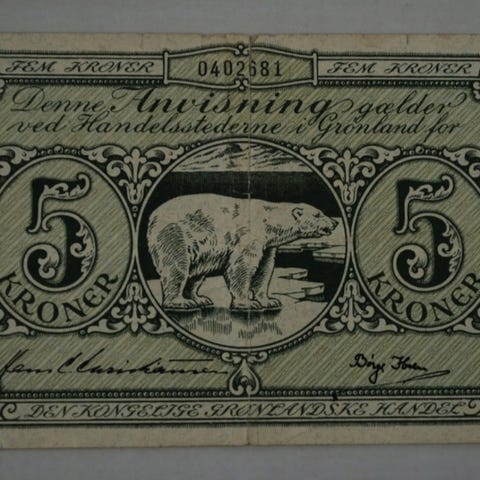 FEM KRONER 0402681 FEM KRONER
Denne Anvisning gælder
ved Handelsstederne i Grønland for
5 KRONER
5 KRONER
DEN KONGELIGE GRØNLANDSKE HANDEL